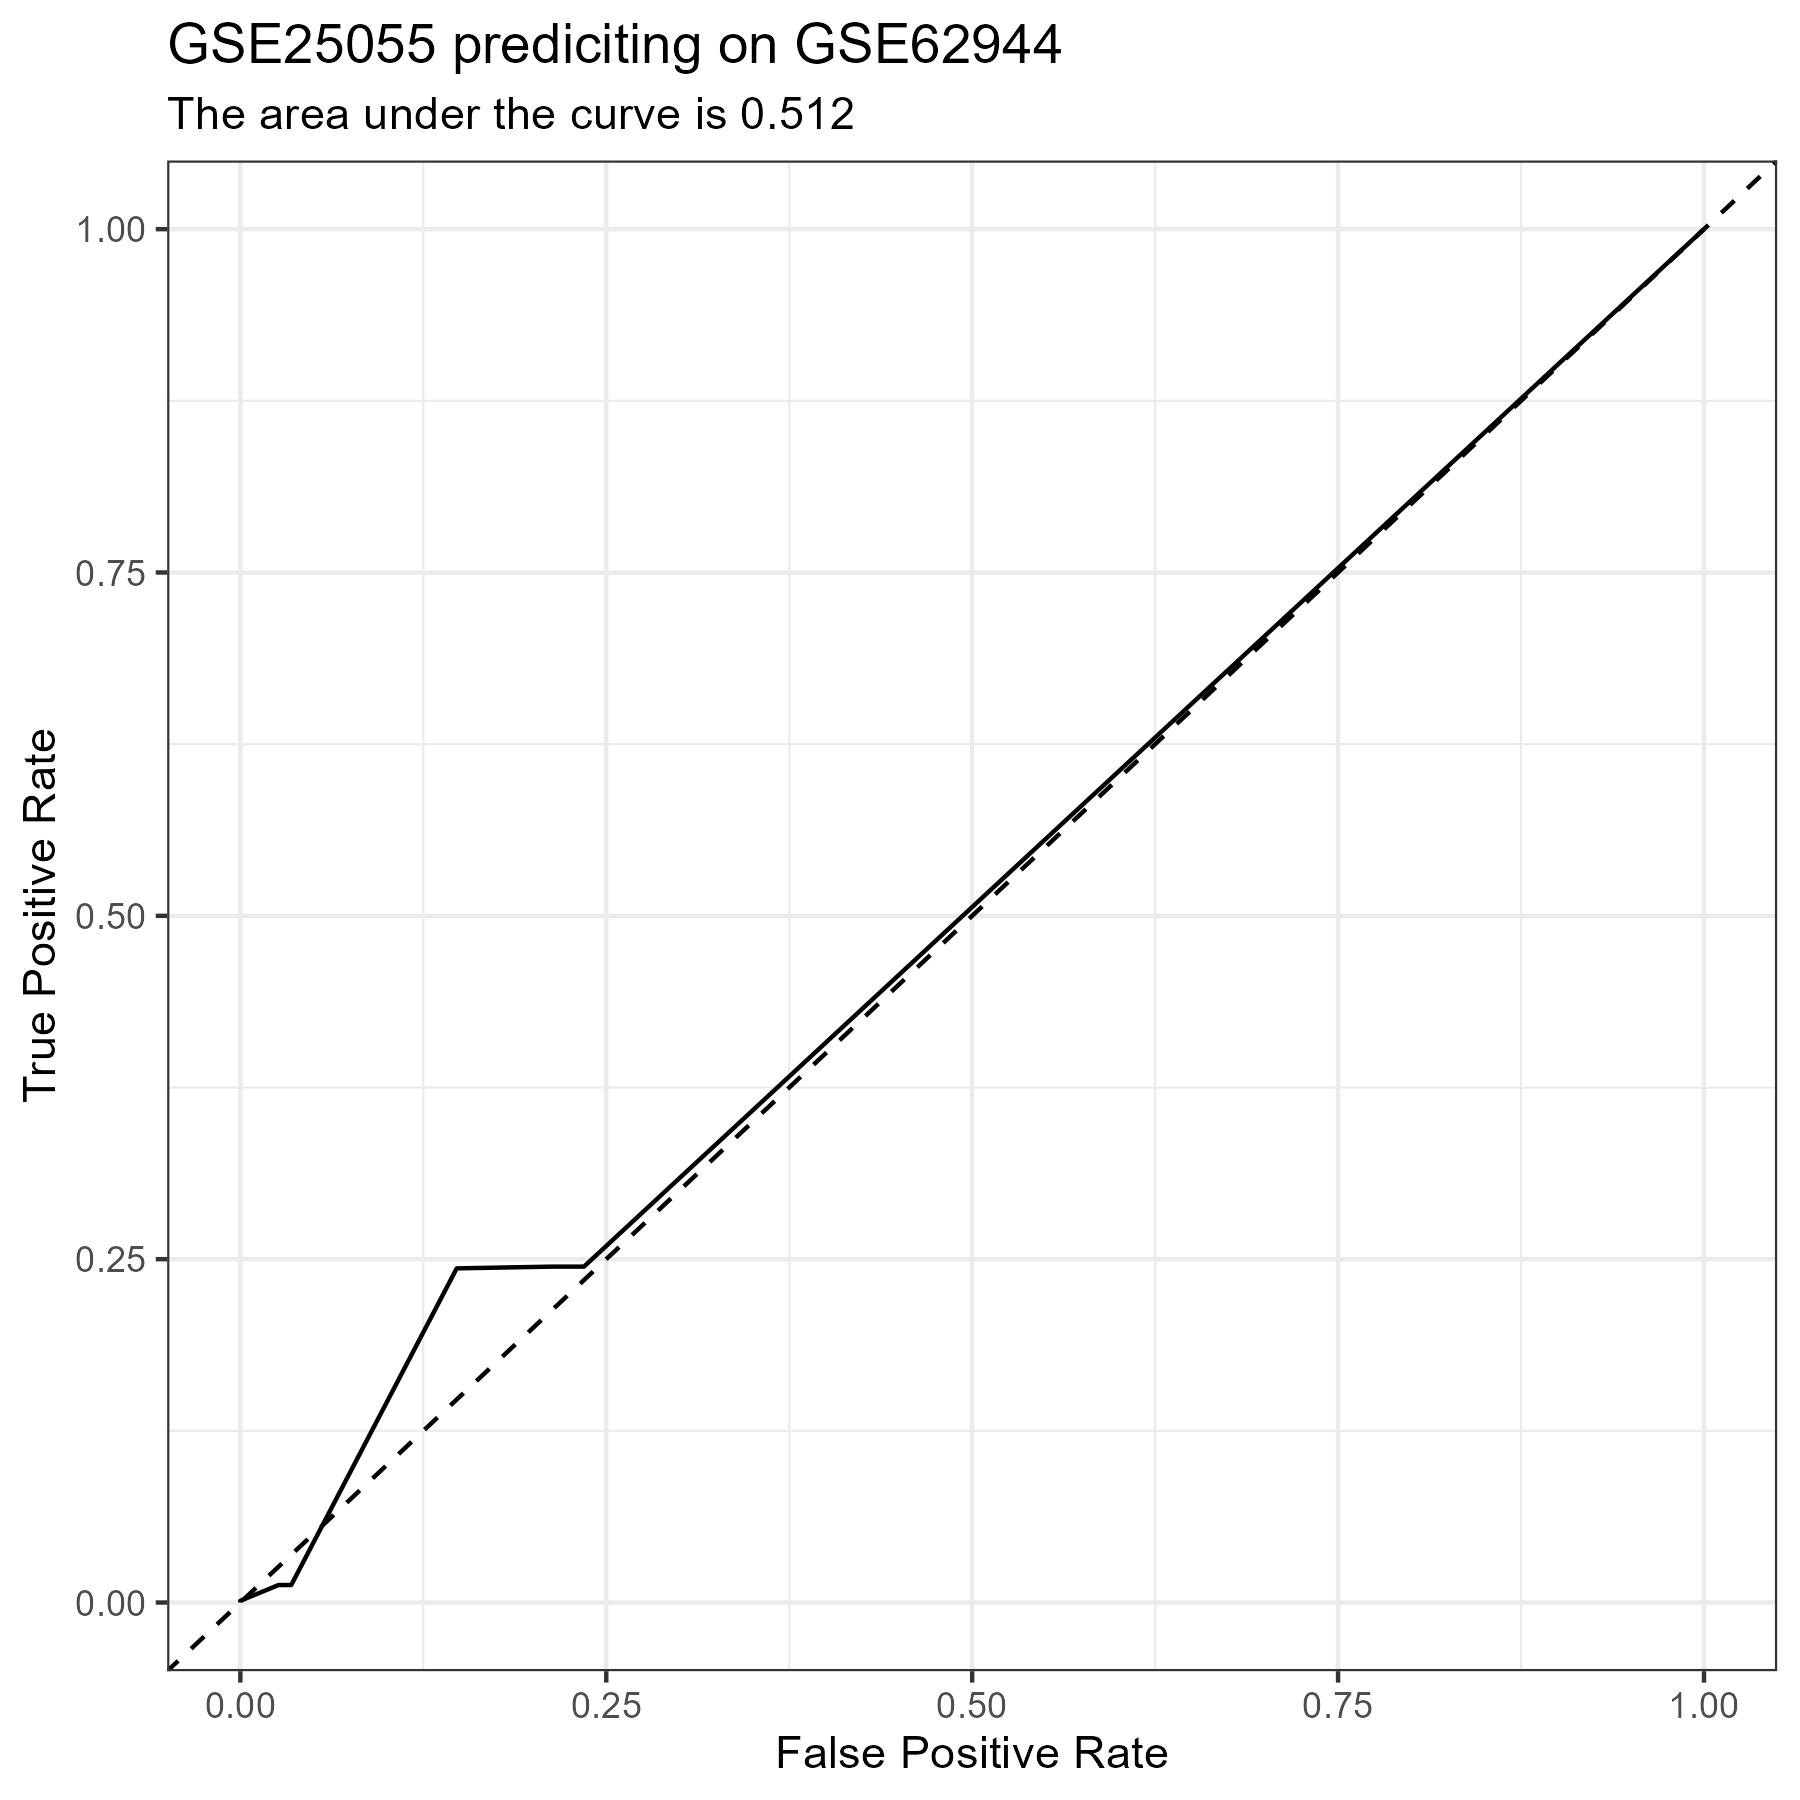 GSE25055 prediciting on GSE62944
The area under the curve is 0.512
1.00
0.75
0.50
0.25
0.00
True Positive Rate
0.00 0.25 0.50 0.75 1.00
False Positive Rate